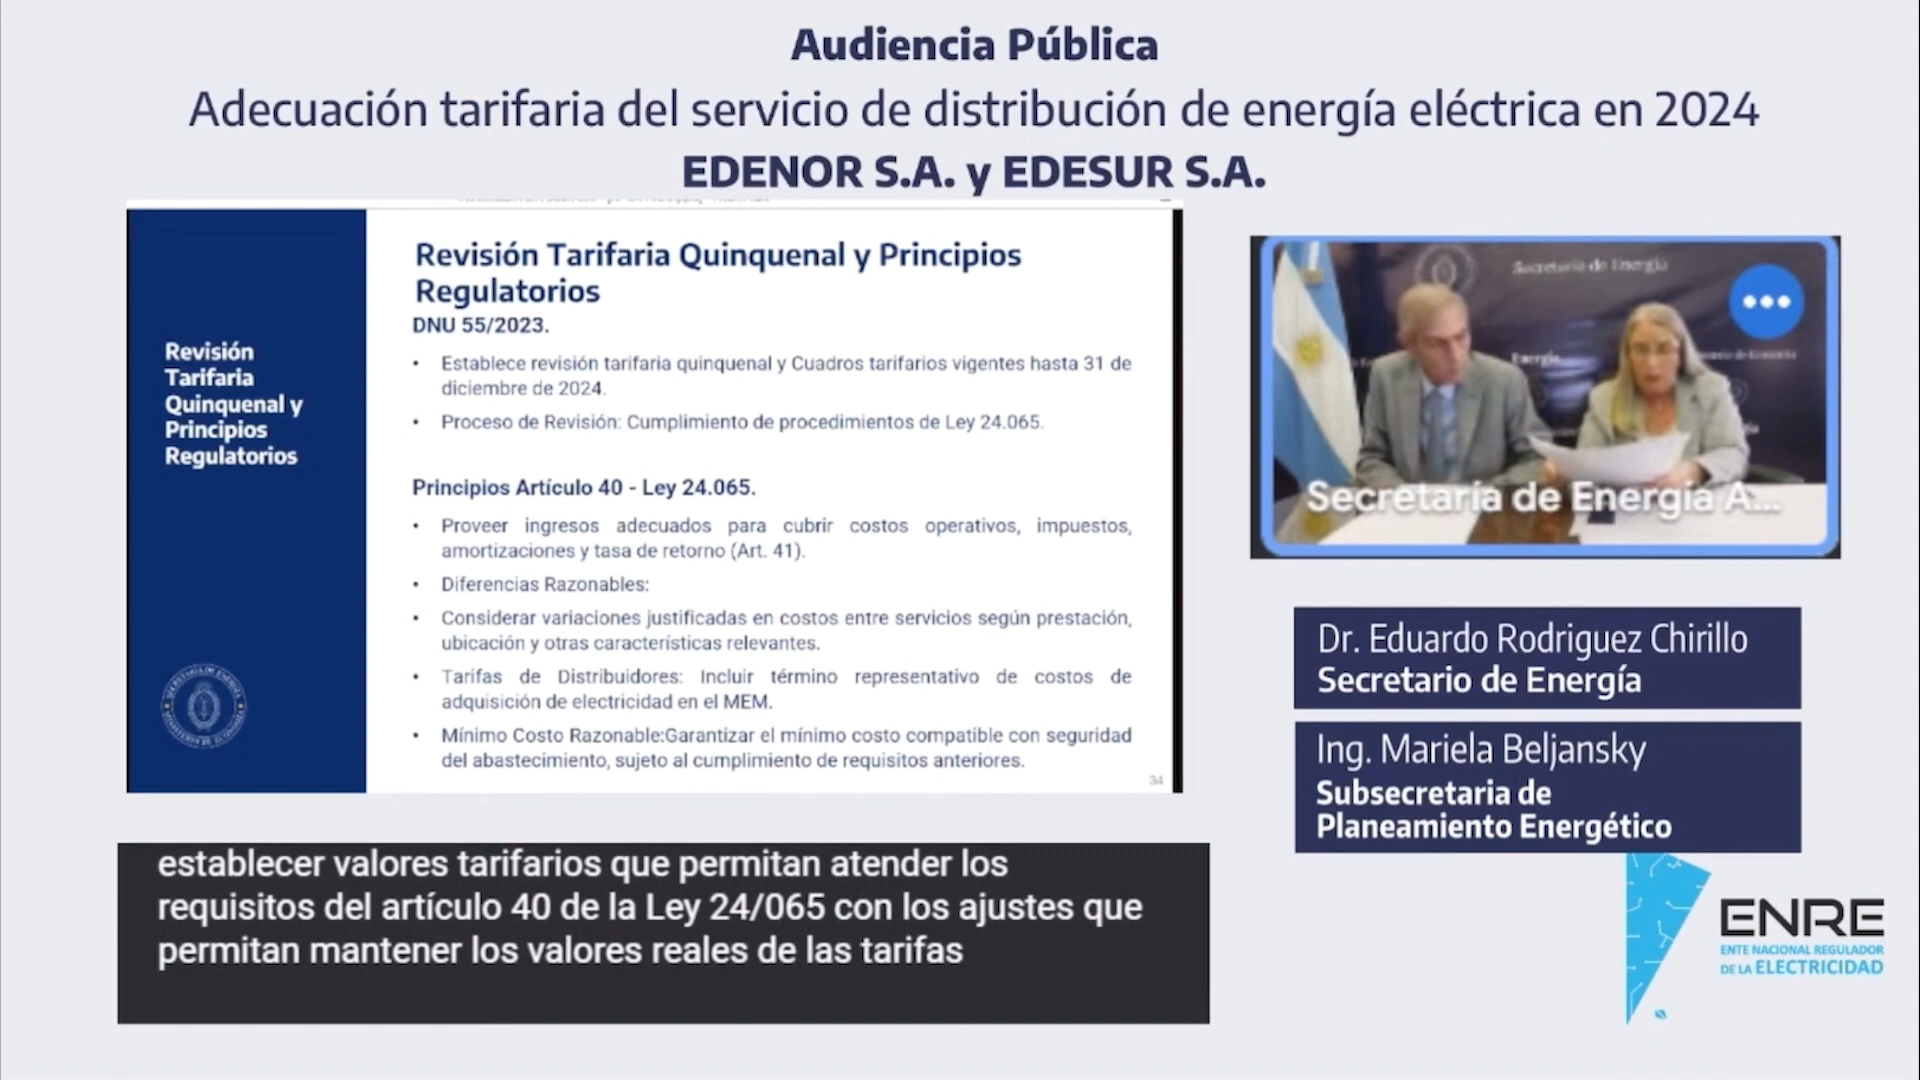 Audiencia Pública
Adecuación tarifaria del servicio de distribución de energía eléctrica en 2024
EDENOR S.A. y EDESUR S.A.
Revisión
Tarifaria
Quinquenal y
Principios
Regulatorios
Revisión Tarifaria Quinquenal y Principios
Regulatorios
DNU 55/2023.
• Establece revisión tarifaria quinquenal y Cuadros tarifarios vigentes hasta 31 de
diciembre de 2024.
• Proceso de Revisión: Cumplimiento de procedimientos de Ley 24.065.
Principios Artículo 40 - Ley 24.065.
• Proveer ingresos adecuados para cubrir costos operativos, impuestos,
amortizaciones y tasa de retorno (Art. 41).
• Diferencias Razonables:
• Considerar variaciones justificadas en costos entre servicios según prestación,
ubicación y otras características relevantes.
• Tarifas de Distribuidores: Incluir término representativo de costos de
adquisición de electricidad en el MEM.
• Mínimo Costo Razonable:Garantizar el mínimo costo compatible con seguridad
del abastecimiento, sujeto al cumplimiento de requisitos anteriores.
34
Secretaría de Energía
Energía
Secretaría de Energía A...
Dr. Eduardo Rodriguez Chirillo
Secretario de Energía
Ing. Mariela Beljansky
Subsecretaria de
Planeamiento Energético
establecer valores tarifarios que permitan atender los
requisitos del artículo 40 de la Ley 24/065 con los ajustes que
permitan mantener los valores reales de las tarifas
ENRE
ENTE NACIONAL REGULADOR
DE LA ELECTRICIDAD